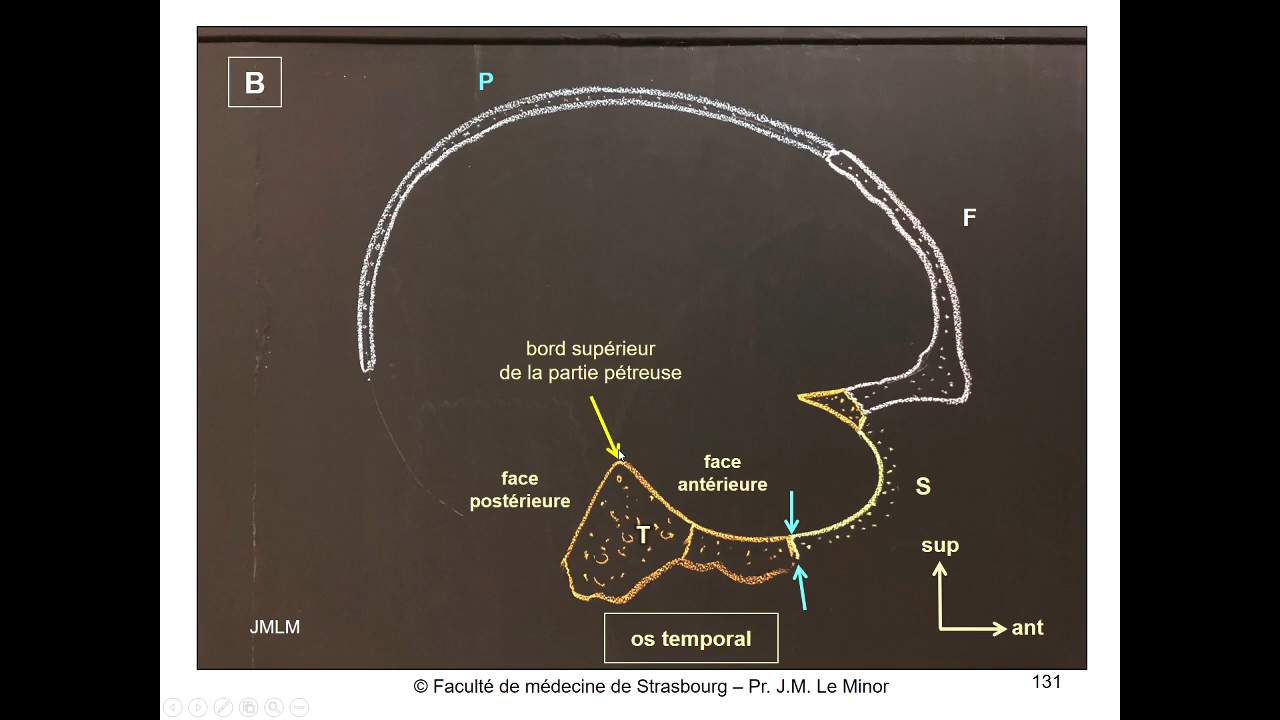 B
P
F
bord supérieur
de la partie pétreuse
face
antérieure
face
postérieure
S
T
sup
ant
JMLM
os temporal
© Faculté de médecine de Strasbourg – Pr. J.M. Le Minor
131